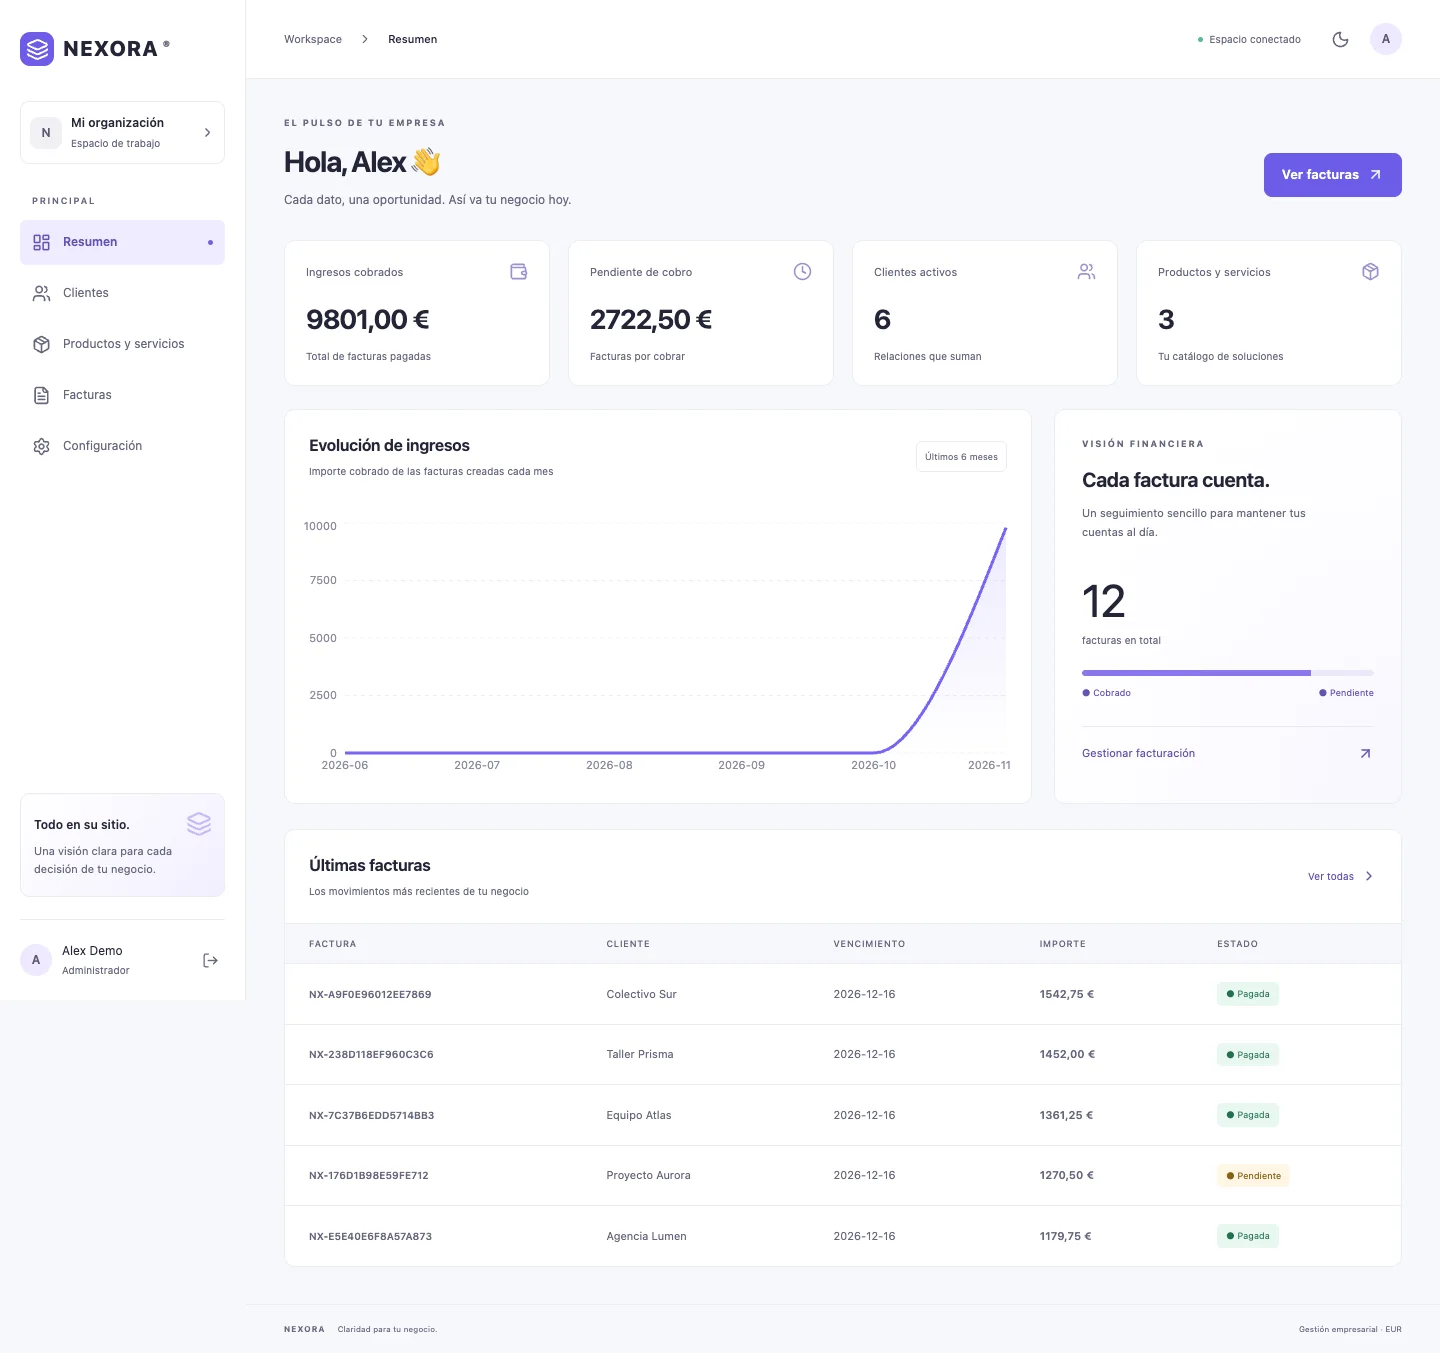 NEXORA ®
N
Mi organización
Espacio de trabajo
PRINCIPAL
Resumen
Clientes
Productos y servicios
Facturas
Configuración
Todo en su sitio.
Una visión clara para cada
decisión de tu negocio.
A
Alex Demo
Administrador
Workspace
Resumen
Espacio conectado
A
EL PULSO DE TU EMPRESA
Hola, Alex 👋
Cada dato, una oportunidad. Así va tu negocio hoy.
Ver facturas
Ingresos cobrados
9801,00 €
Total de facturas pagadas
Pendiente de cobro
2722,50 €
Facturas por cobrar
Clientes activos
6
Relaciones que suman
Productos y servicios
3
Tu catálogo de soluciones
Evolución de ingresos
Importe cobrado de las facturas creadas cada mes
Últimos 6 meses
10000
7500
5000
2500
0
2026-06 2026-07 2026-08 2026-09 2026-10 2026-11
VISIÓN FINANCIERA
Cada factura cuenta.
Un seguimiento sencillo para mantener tus
cuentas al día.
12
facturas en total
Cobrado Pendiente
Gestionar facturación
Últimas facturas
Los movimientos más recientes de tu negocio
Ver todas
FACTURA CLIENTE VENCIMIENTO IMPORTE ESTADO
NX-A9F0E96012EE7869 Colectivo Sur 2026-12-16 1542,75 € Pagada
NX-238D118EF960C3C6 Taller Prisma 2026-12-16 1452,00 € Pagada
NX-7C37B6EDD5714BB3 Equipo Atlas 2026-12-16 1361,25 € Pagada
NX-176D1B98E59FE712 Proyecto Aurora 2026-12-16 1270,50 € Pendiente
NX-E5E40E6F8A57A873 Agencia Lumen 2026-12-16 1179,75 € Pagada
NEXORA Claridad para tu negocio.
Gestión empresarial · EUR